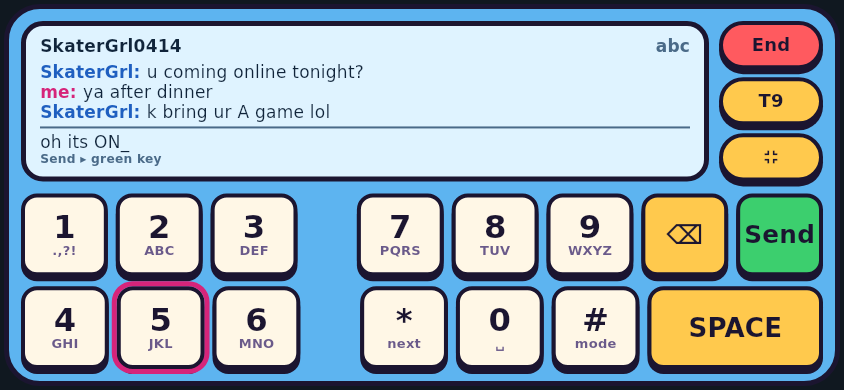 SkaterGrl0414 abc
SkaterGrl: u coming online tonight?
me: ya after dinner
SkaterGrl: k bring ur A game lol
oh its ON_
Send ▸ green key
End
T9
1 2 3 7 8 9 ⌫ Send
.,?! ABC DEF PQRS TUV WXYZ
4 5 6 * 0 # SPACE
GHI JKL MNO next ␣ mode